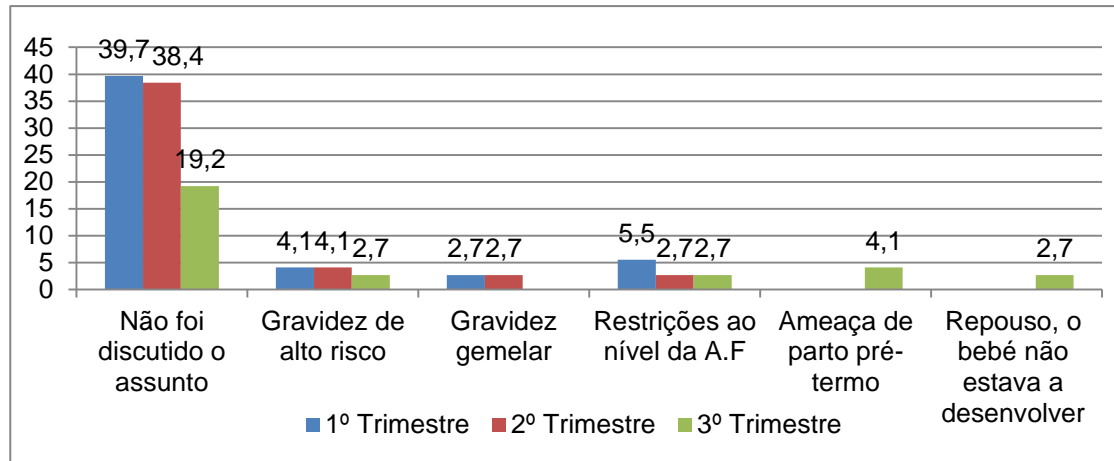 45
40
35
30
25
20
15
10
5
0
39,7
38,4
19,2
4,1
4,1
2,7
2,7
2,7
5,5
2,7
2,7
4,1
2,7
Não foi
discutido o
assunto
Gravidez de
alto risco
Gravidez
gemelar
Restrições ao
nível da A.F
Ameaça de
parto pré-
termo
Repouso, o
bebé não
estava a
desenvolver
1º Trimestre
2º Trimestre
3º Trimestre